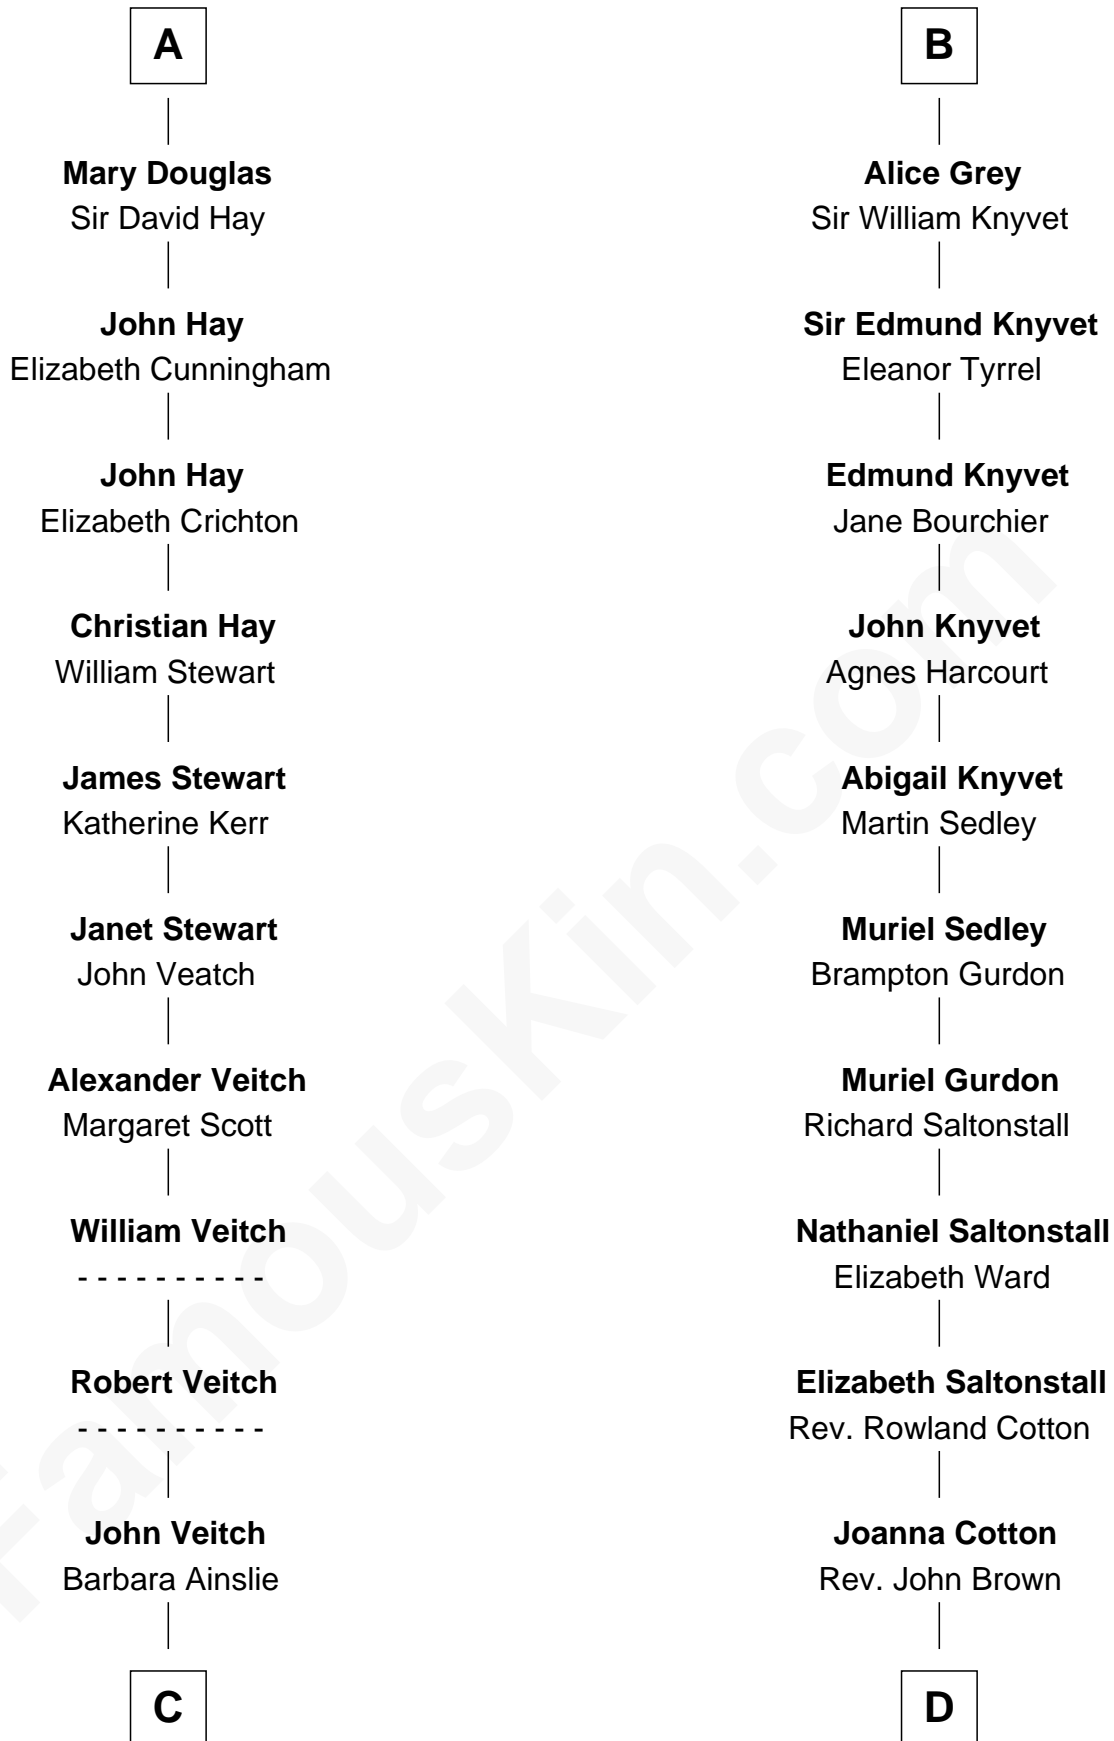 A
Mary Douglas
Sir David Hay
John Hay
Elizabeth Cunningham
John Hay
Elizabeth Crichton
Christian Hay
William Stewart
James Stewart
Katherine Kerr
Janet Stewart
John Veatch
Alexander Veitch
Margaret Scott
William Veitch
- - - - - - - - - -
Robert Veitch
- - - - - - - - - -
John Veitch
Barbara Ainslie
C
B
Alice Grey
Sir William Knyvet
Sir Edmund Knyvet
Eleanor Tyrrel
Edmund Knyvet
Jane Bourchier
John Knyvet
Agnes Harcourt
Abigail Knyvet
Martin Sedley
Muriel Sedley
Brampton Gurdon
Muriel Gurdon
Richard Saltonstall
Nathaniel Saltonstall
Elizabeth Ward
Elizabeth Saltonstall
Rev. Rowland Cotton
Joanna Cotton
Rev. John Brown
D
FamousKin.com